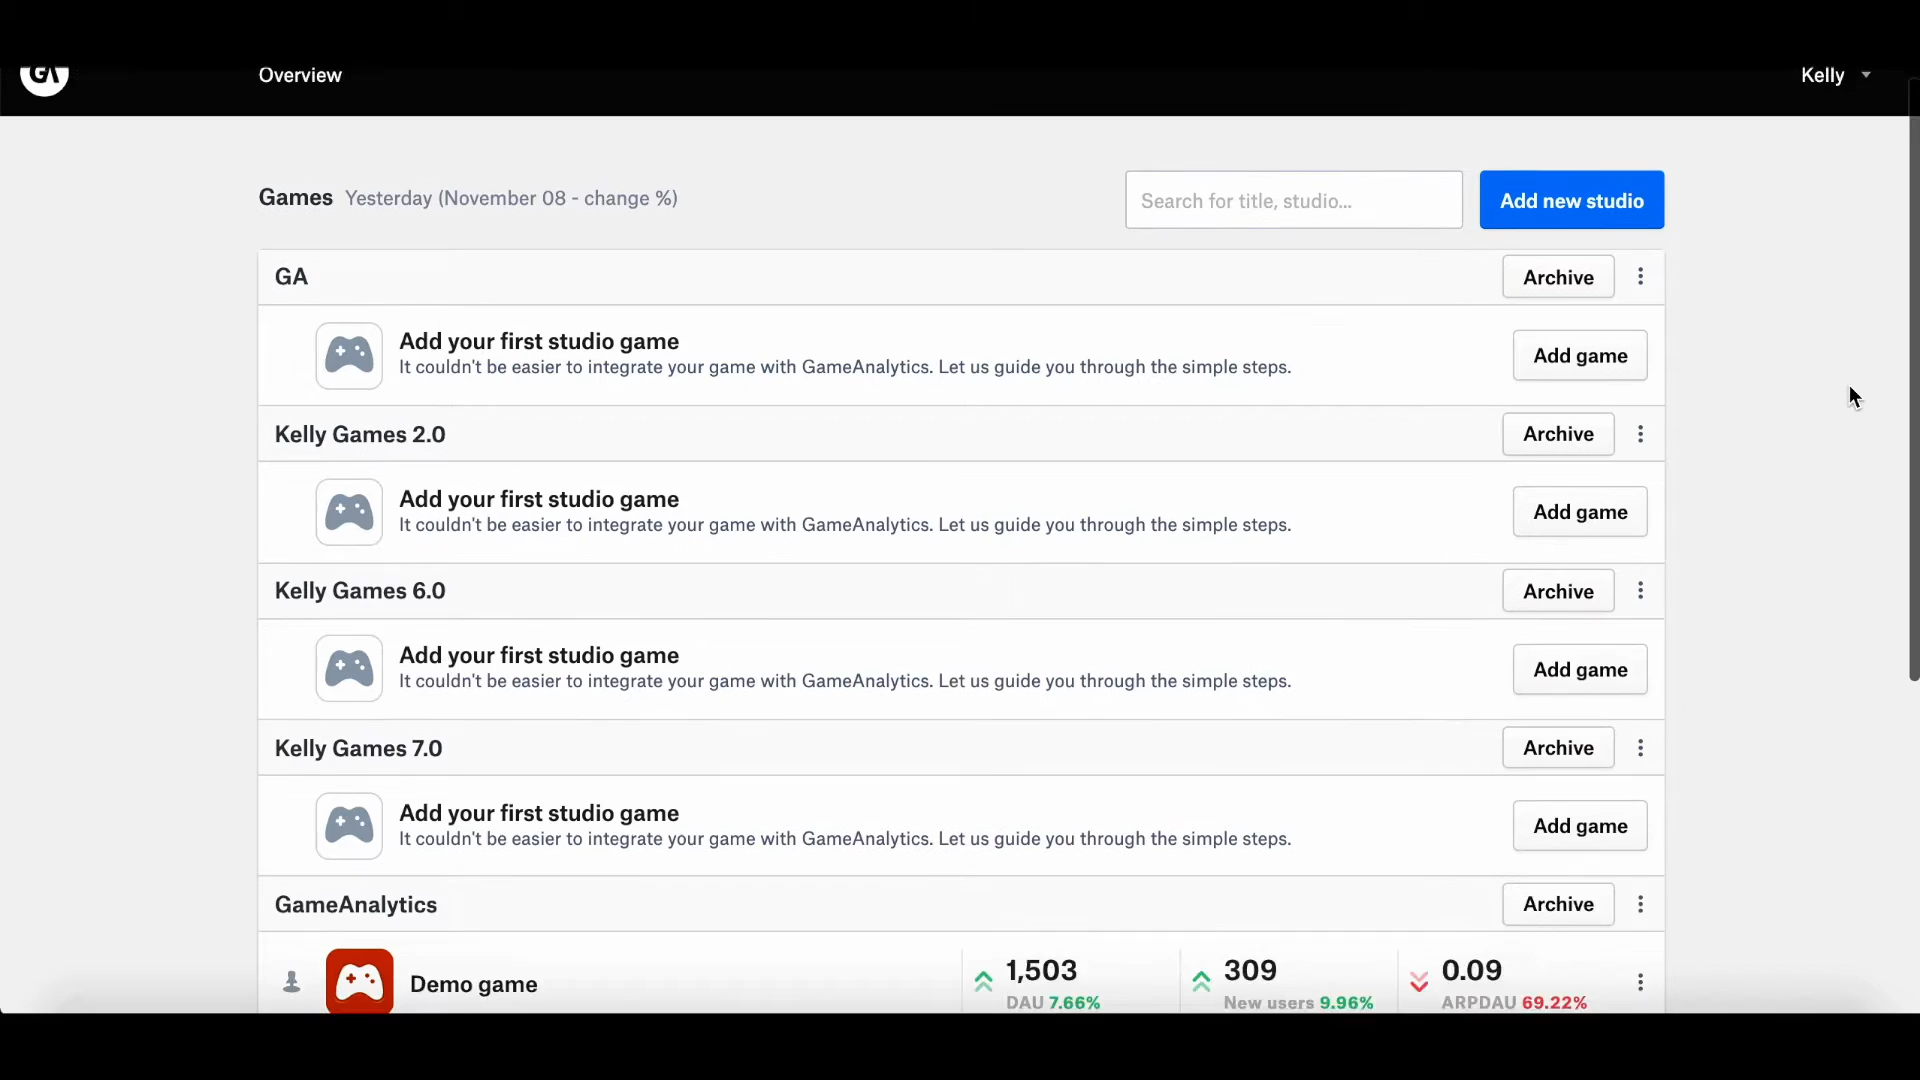 GA
Overview
Kelly
Games Yesterday (November 08 - change %)
Search for title, studio...
Add new studio
GA
Archive
Add your first studio game
It couldn't be easier to integrate your game with GameAnalytics. Let us guide you through the simple steps.
Add game
Kelly Games 2.0
Archive
Add your first studio game
It couldn't be easier to integrate your game with GameAnalytics. Let us guide you through the simple steps.
Add game
Kelly Games 6.0
Archive
Add your first studio game
It couldn't be easier to integrate your game with GameAnalytics. Let us guide you through the simple steps.
Add game
Kelly Games 7.0
Archive
Add your first studio game
It couldn't be easier to integrate your game with GameAnalytics. Let us guide you through the simple steps.
Add game
GameAnalytics
Archive
Demo game
1,503
DAU 7.66%
309
New users 9.96%
0.09
ARPDAU 69.22%